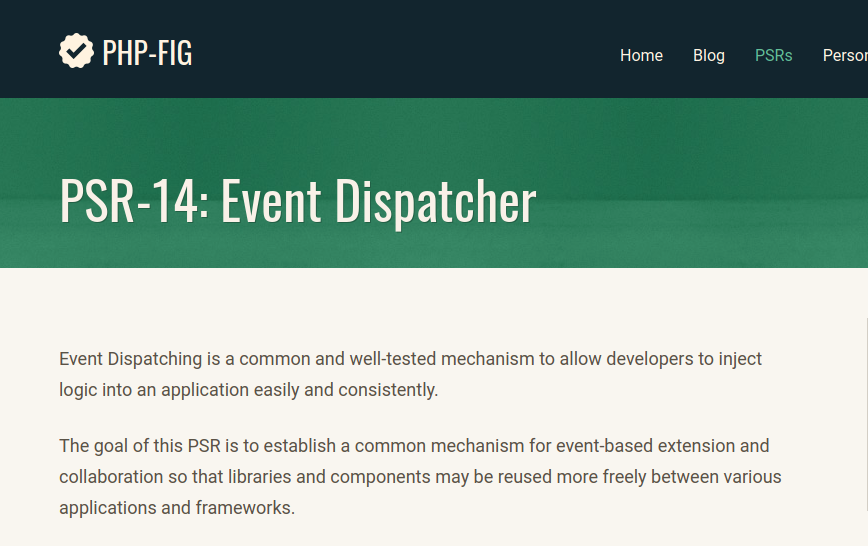 PHP-FIG
Home Blog PSRs
PSR-14: Event Dispatcher
Event Dispatching is a common and well-tested mechanism to allow developers to inject
logic into an application easily and consistently.
The goal of this PSR is to establish a common mechanism for event-based extension and
collaboration so that libraries and components may be reused more freely between various
applications and frameworks.